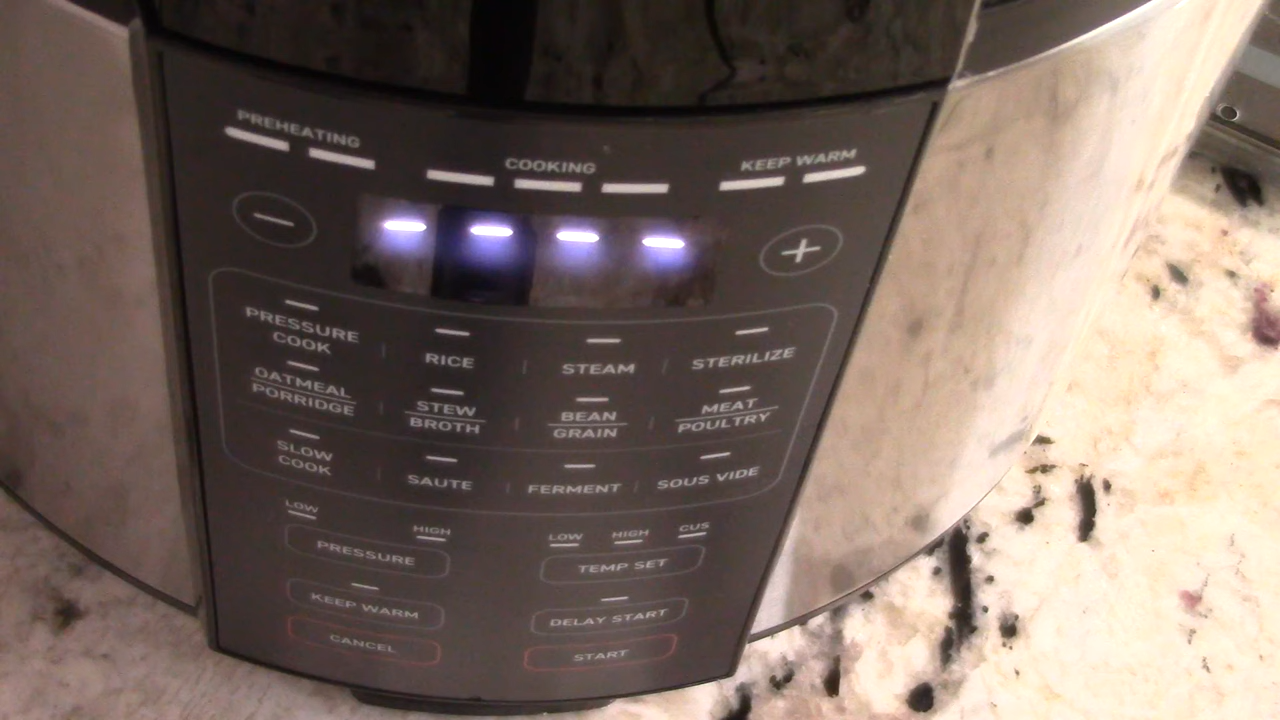 PREHEATING
COOKING
KEEP WARM
PRESSURE
COOK
RICE
STEAM
STERILIZE
OATMEAL
PORRIDGE
STEW
BROTH
BEAN
GRAIN
MEAT
POULTRY
SLOW
COOK
SAUTE
FERMENT
SOUS VIDE
LOW
HIGH
PRESSURE
LOW
HIGH
CUS
TEMP SET
KEEP WARM
DELAY START
CANCEL
START